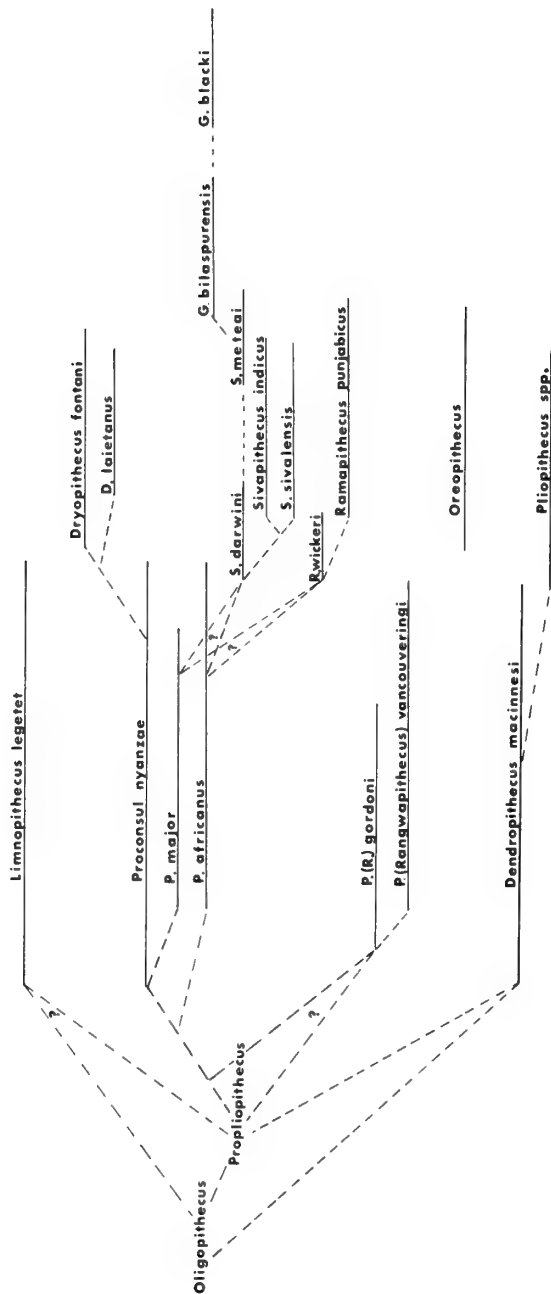 Limnopithecus legetet
Dryopithecus fontani
D. laietanus
Proconsul nyanzae
P. major
P. africanus
G. bilaspurensis
G. blacki
S. darwini
S. meteai
Sivapithecus indicus
S. sivalensis
R. wickeri
Ramapithecus punjabicus
?
?
?
Oligopithecus
Propliopithecus
?
P. (R.) gordoni
P. (Rangwapithecus) vancouveringi
Oreopithecus
Dendropithecus macinnesi
Pliopithecus spp.